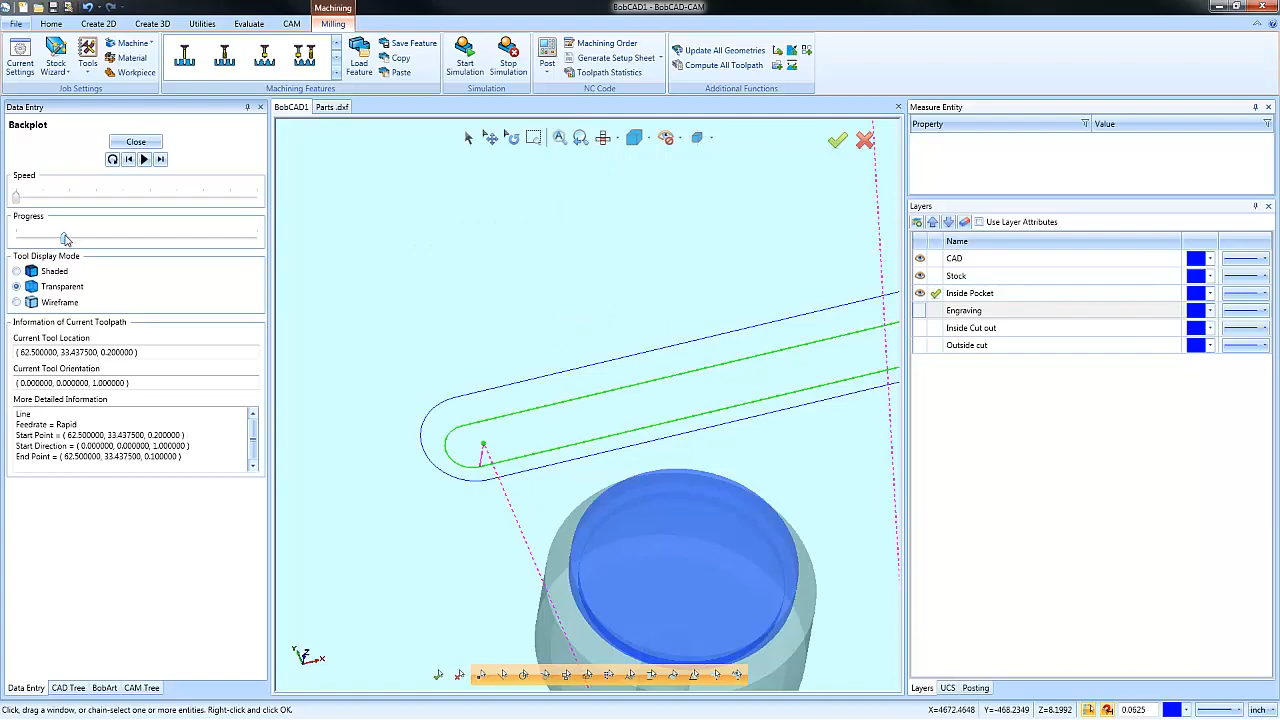 Machining
BobCAD1 - BobCAD-CAM
File Home Create 2D Create 3D Utilities Evaluate CAM Milling
Current Settings
Stock Wizard
Tools
Machine
Material
Workpiece
Job Settings
Machining Features
Load Feature
Save Feature
Copy
Paste
Start Simulation
Stop Simulation
Simulation
Post
Machining Order
Generate Setup Sheet
Toolpath Statistics
NC Code
Update All Geometries
Compute All Toolpath
Additional Functions
Data Entry
Backplot
Close
Speed
Progress
Tool Display Mode
Shaded
Transparent
Wireframe
Information of Current Toolpath
Current Tool Location
( 62.500000, 33.437500, 0.200000 )
Current Tool Orientation
( 0.000000, 0.000000, 1.000000 )
More Detailed Information
Line
Feedrate = Rapid
Start Point = ( 62.500000, 33.437500, 0.200000 )
Start Direction = ( 0.000000, 0.000000, 1.000000 )
End Point = ( 62.500000, 33.437500, 0.100000 )
Data Entry CAD Tree BobArt CAM Tree
BobCAD1 Parts .dxf
Y Z X
Measure Entity
Property Value
Layers
Use Layer Attributes
Name
CAD
Stock
Inside Pocket
Engraving
Inside Cut out
Outside cut
Layers UCS Posting
Click, drag a window, or chain-select one or more entities. Right-click and click OK.
X=4672.4648 Y=-468.2349 Z=8.1992 0.0625 inch